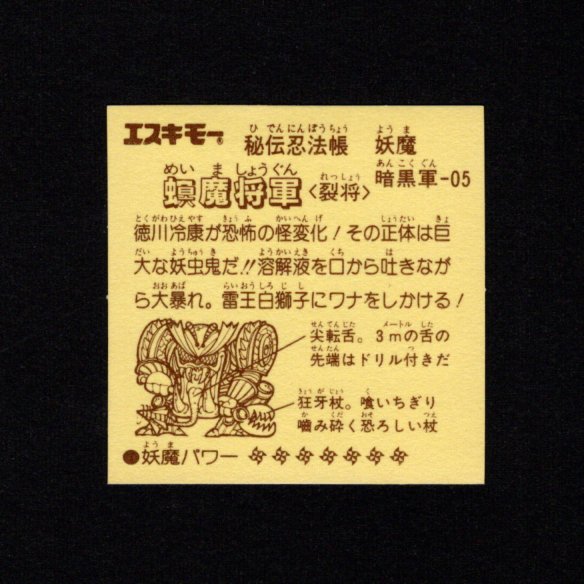 エスキモー®
ひ でん にん ぽう ちょう よう ま
秘伝忍法帳 妖魔
めい ま しょう ぐん あん こく ぐん
螟魔将軍 暗黒軍-05
れっ しょう
〈裂将〉
とくがわひえやす きょうふ かいへんげ しょうたい きょ
徳川冷康が恐怖の怪変化！その正体は巨
だい ようちゅうき ようかいえき くち は
大な妖虫鬼だ!!溶解液を口から吐きなが
おおあば らいおうしろじし
ら大暴れ。雷王白獅子にワナをしかける！
せんてんじた メートル した
尖転舌。3mの舌の
せんたん つ
先端はドリル付きだ
きょうがじょう く
狂牙杖。喰いちぎり
か くだ おそ つえ
噛み砕く恐ろしい杖
よう ま
妖魔パワー